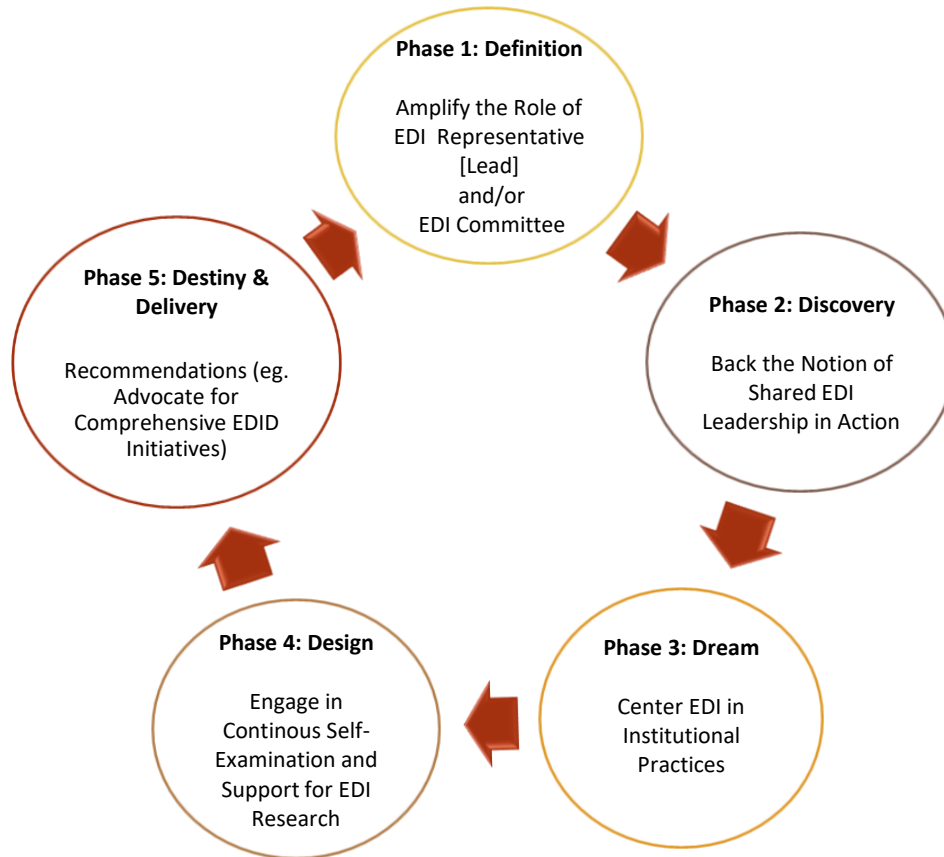 Phase 1: Definition
Amplify the Role of
EDI Representative
[Lead]
and/or
EDI Committee
Phase 2: Discovery
Back the Notion of
Shared EDI
Leadership in Action
Phase 3: Dream
Center EDI in
Institutional
Practices
Phase 4: Design
Engage in
Continous Self-
Examination and
Support for EDI
Research
Phase 5: Destiny &
Delivery
Recommendations (eg.
Advocate for
Comprehensive EDID
Initiatives)